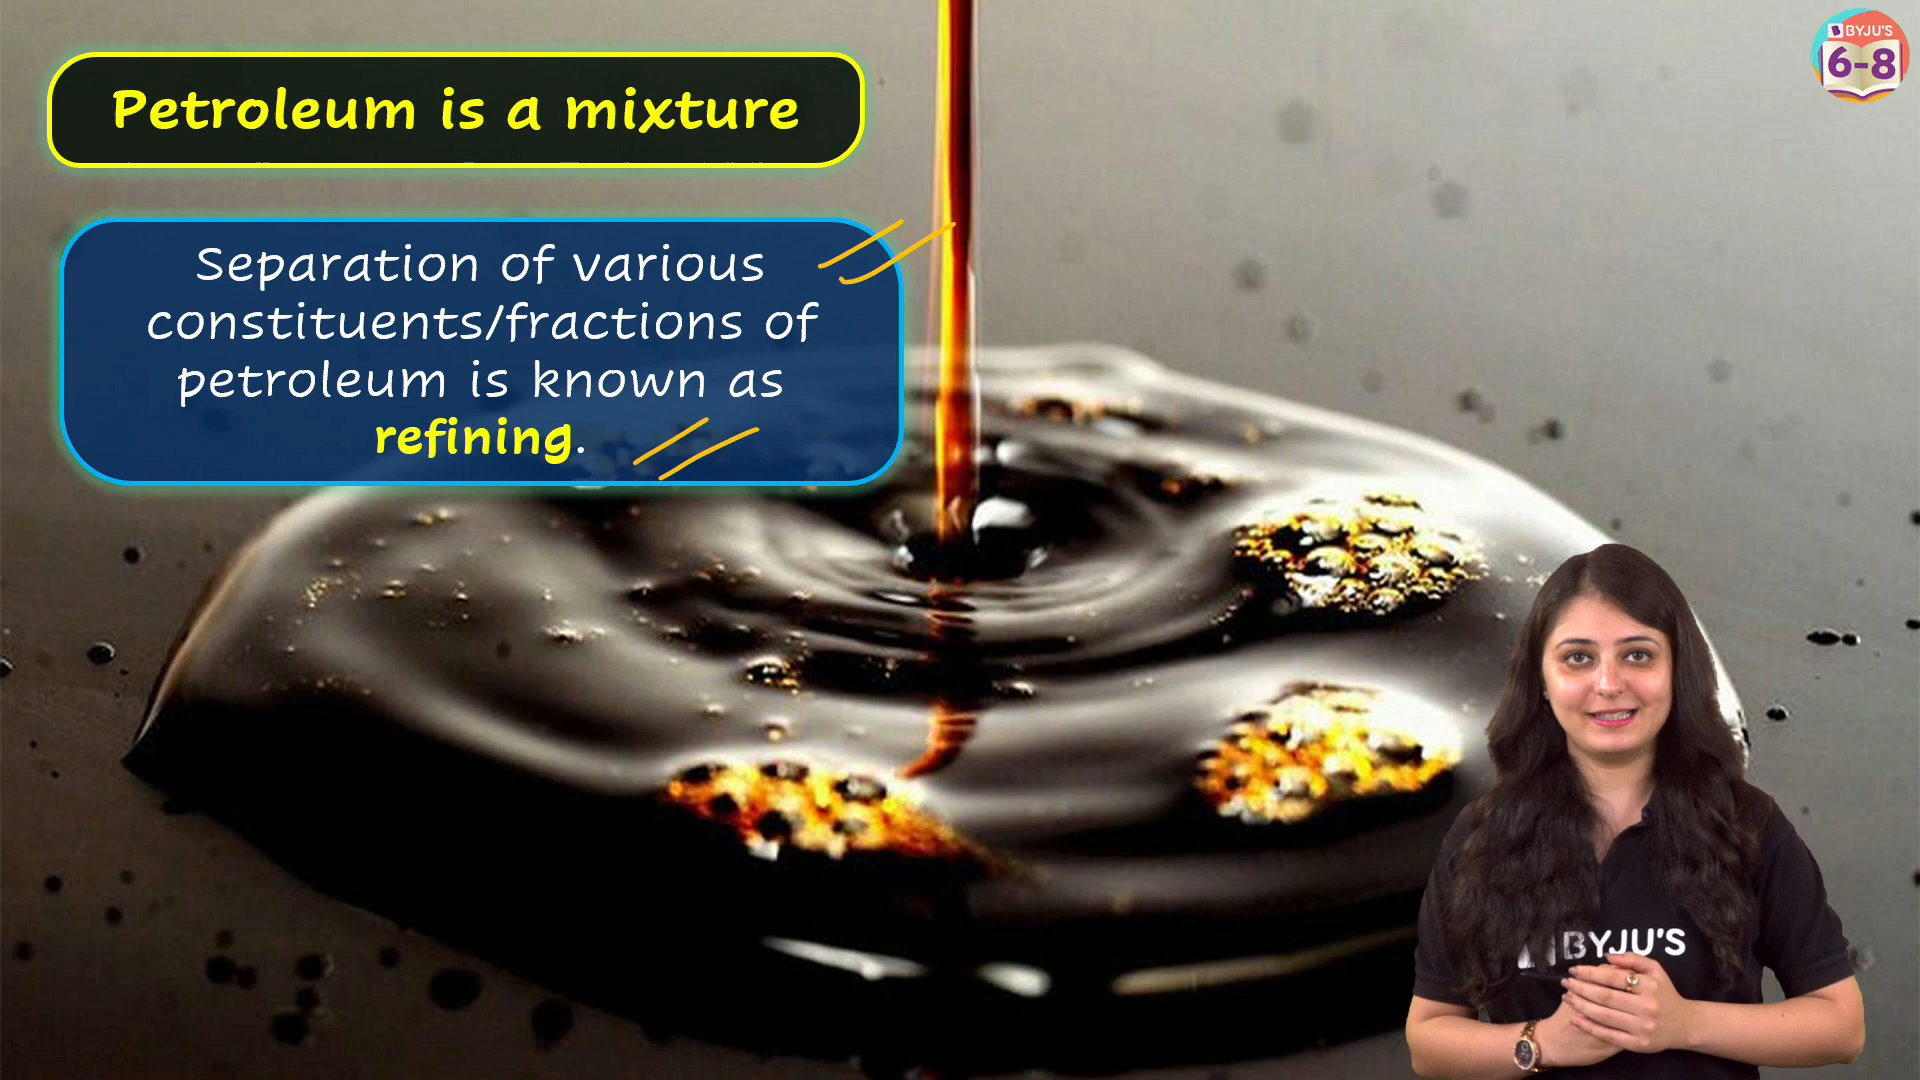 Petroleum is a mixture
BYJU'S
6-8
Separation of various
constituents/fractions of
petroleum is known as
refining.
BYJU'S